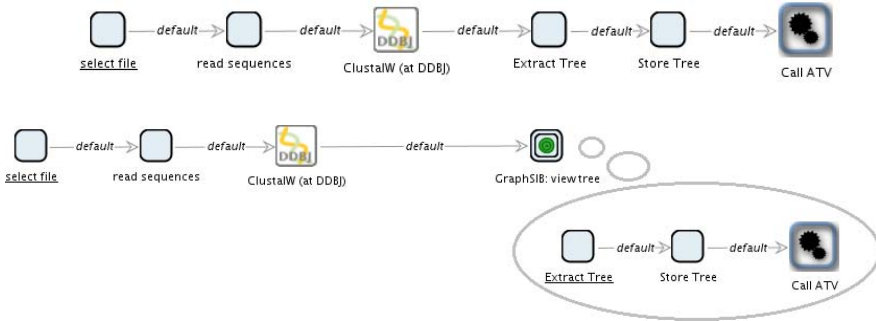 default default default default default
DDBJ
select file read sequences ClustalW (at DDBJ) Extract Tree Store Tree Call ATV
default default default
DDBJ
select file read sequences ClustalW (at DDBJ) GraphSIB: view tree
default default
Extract Tree Store Tree Call ATV